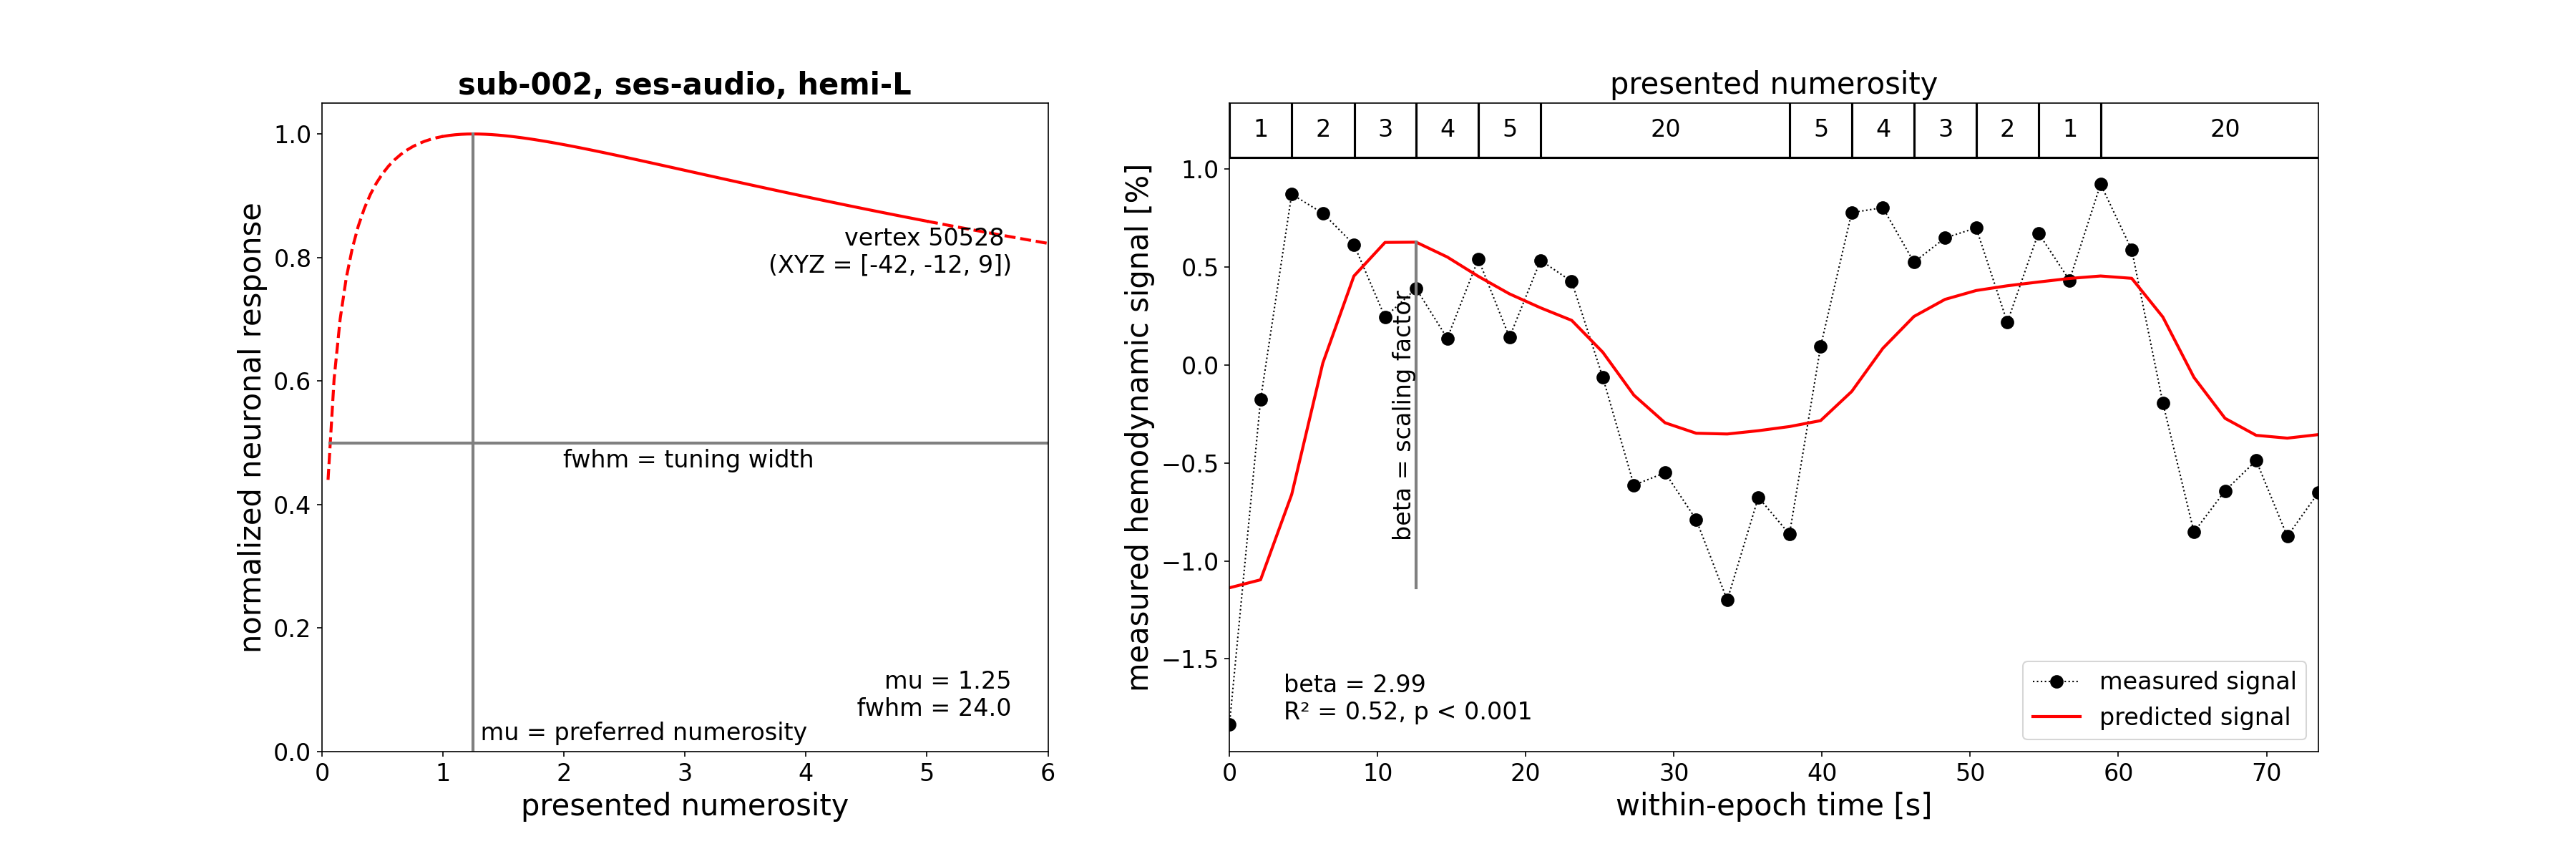 sub-002, ses-audio, hemi-L
normalized neuronal response
1.0
0.8
0.6
0.4
0.2
0.0
vertex 50528
(XYZ = [-42, -12, 9])
fwhm = tuning width
mu = 1.25
fwhm = 24.0
mu = preferred numerosity
0 1 2 3 4 5 6
presented numerosity
presented numerosity
1 2 3 4 5 20 5 4 3 2 1 20
measured hemodynamic signal [%]
1.0
0.5
0.0
−0.5
−1.0
−1.5
beta = scaling factor
beta = 2.99
R² = 0.52, p < 0.001
measured signal
predicted signal
0 10 20 30 40 50 60 70
within-epoch time [s]